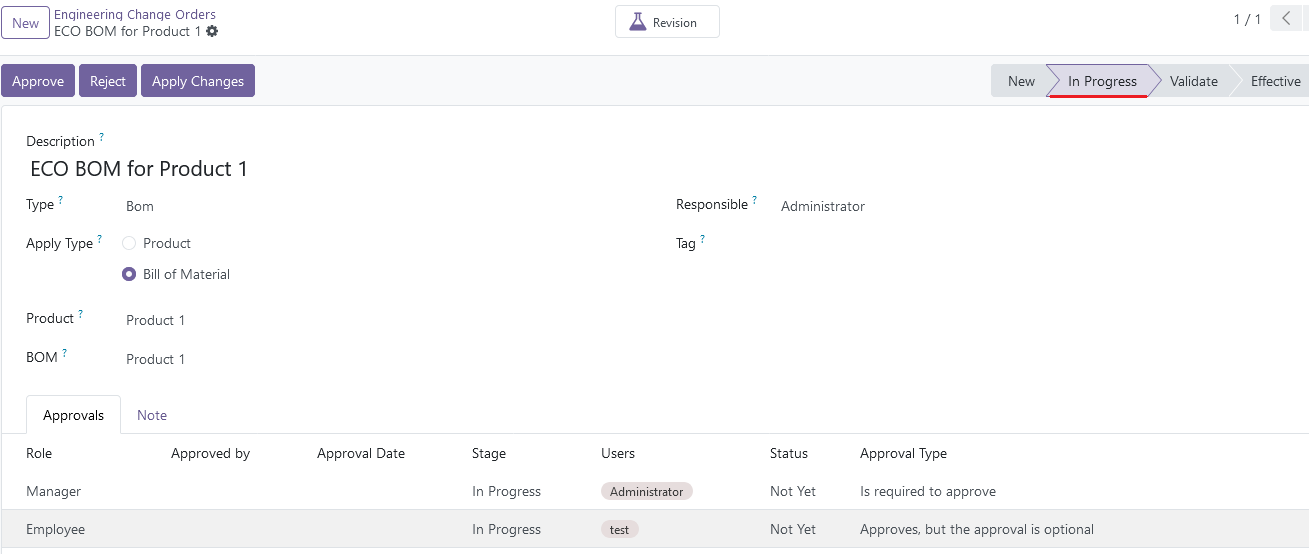 New
Engineering Change Orders
ECO BOM for Product 1
Revision
1 / 1
Approve Reject Apply Changes
New In Progress Validate Effective
Description ?
ECO BOM for Product 1
Type ? Bom
Responsible ? Administrator
Apply Type ? Product
Tag ?
Bill of Material
Product ? Product 1
BOM ? Product 1
Approvals Note
Role Approved by Approval Date Stage Users Status Approval Type
Manager In Progress Administrator Not Yet Is required to approve
Employee In Progress test Not Yet Approves, but the approval is optional